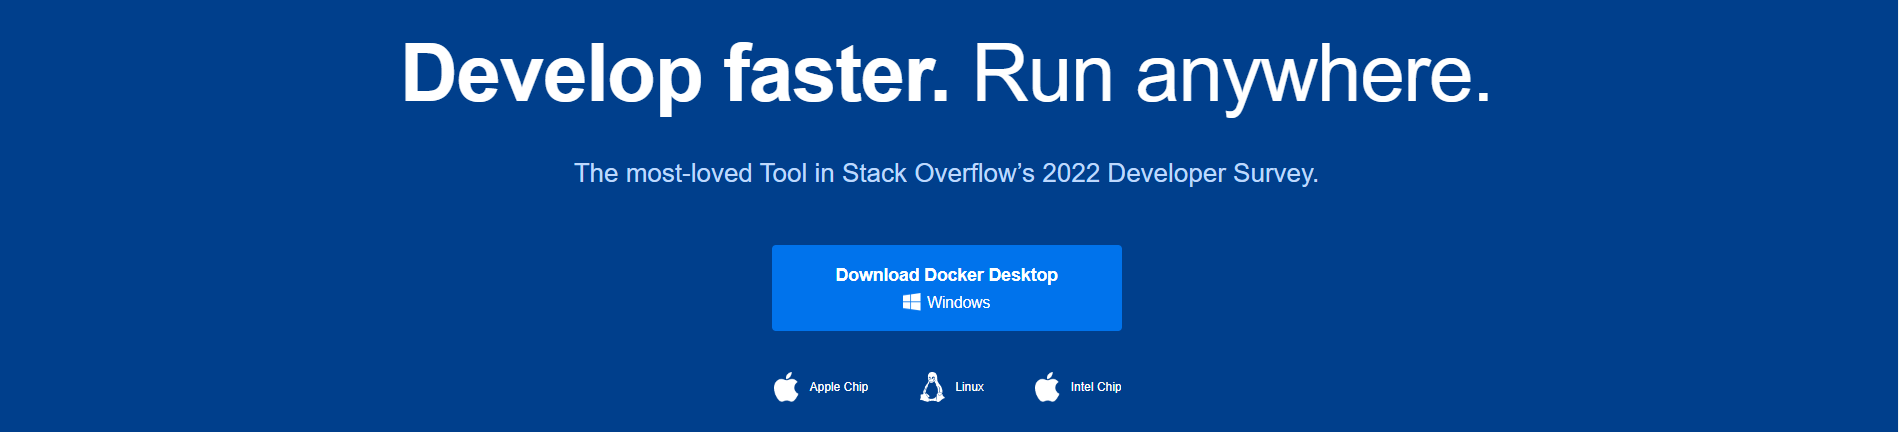 Develop faster. Run anywhere.
The most-loved Tool in Stack Overflow’s 2022 Developer Survey.
Download Docker Desktop
Windows
Apple Chip
Linux
Intel Chip